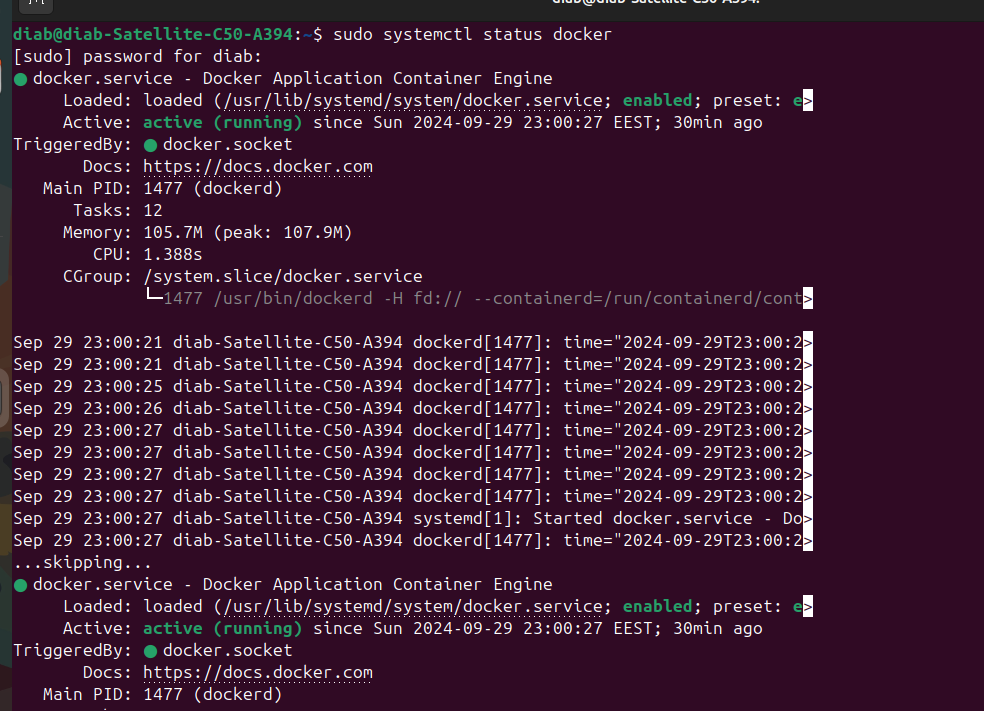 diab@diab-Satellite-C50-A394:
diab@diab-Satellite-C50-A394:~$ sudo systemctl status docker
[sudo] password for diab:
● docker.service - Docker Application Container Engine
     Loaded: loaded (/usr/lib/systemd/system/docker.service; enabled; preset: e>
     Active: active (running) since Sun 2024-09-29 23:00:27 EEST; 30min ago
TriggeredBy: ● docker.socket
       Docs: https://docs.docker.com
   Main PID: 1477 (dockerd)
      Tasks: 12
     Memory: 105.7M (peak: 107.9M)
        CPU: 1.388s
     CGroup: /system.slice/docker.service
             └─1477 /usr/bin/dockerd -H fd:// --containerd=/run/containerd/cont>
Sep 29 23:00:21 diab-Satellite-C50-A394 dockerd[1477]: time="2024-09-29T23:00:2>
Sep 29 23:00:21 diab-Satellite-C50-A394 dockerd[1477]: time="2024-09-29T23:00:2>
Sep 29 23:00:25 diab-Satellite-C50-A394 dockerd[1477]: time="2024-09-29T23:00:2>
Sep 29 23:00:26 diab-Satellite-C50-A394 dockerd[1477]: time="2024-09-29T23:00:2>
Sep 29 23:00:27 diab-Satellite-C50-A394 dockerd[1477]: time="2024-09-29T23:00:2>
Sep 29 23:00:27 diab-Satellite-C50-A394 dockerd[1477]: time="2024-09-29T23:00:2>
Sep 29 23:00:27 diab-Satellite-C50-A394 dockerd[1477]: time="2024-09-29T23:00:2>
Sep 29 23:00:27 diab-Satellite-C50-A394 dockerd[1477]: time="2024-09-29T23:00:2>
Sep 29 23:00:27 diab-Satellite-C50-A394 systemd[1]: Started docker.service - Do>
Sep 29 23:00:27 diab-Satellite-C50-A394 dockerd[1477]: time="2024-09-29T23:00:2>
...skipping...
● docker.service - Docker Application Container Engine
     Loaded: loaded (/usr/lib/systemd/system/docker.service; enabled; preset: e>
     Active: active (running) since Sun 2024-09-29 23:00:27 EEST; 30min ago
TriggeredBy: ● docker.socket
       Docs: https://docs.docker.com
   Main PID: 1477 (dockerd)